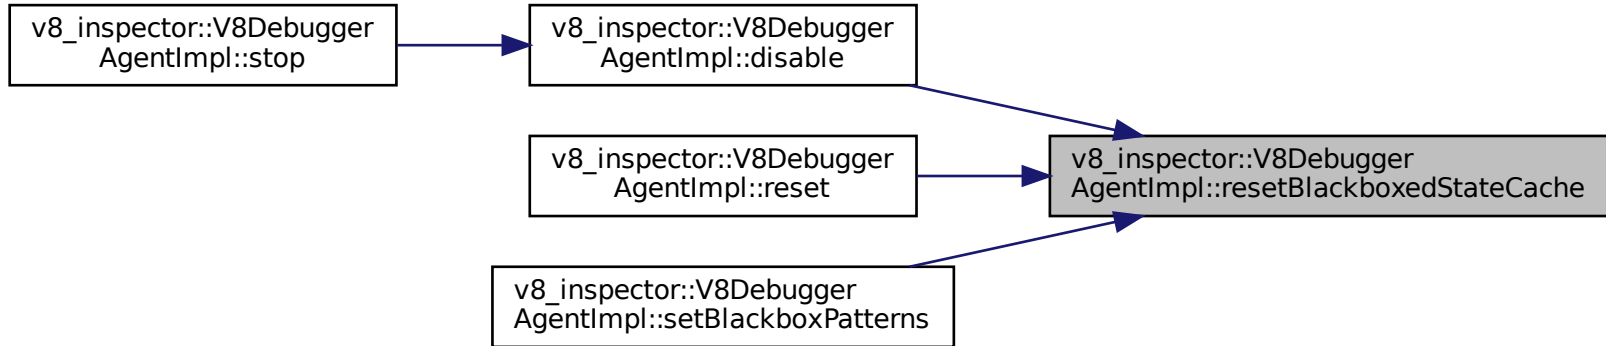 v8_inspector::V8Debugger
AgentImpl::stop
v8_inspector::V8Debugger
AgentImpl::disable
v8_inspector::V8Debugger
AgentImpl::reset
v8_inspector::V8Debugger
AgentImpl::setBlackboxPatterns
v8_inspector::V8Debugger
AgentImpl::resetBlackboxedStateCache